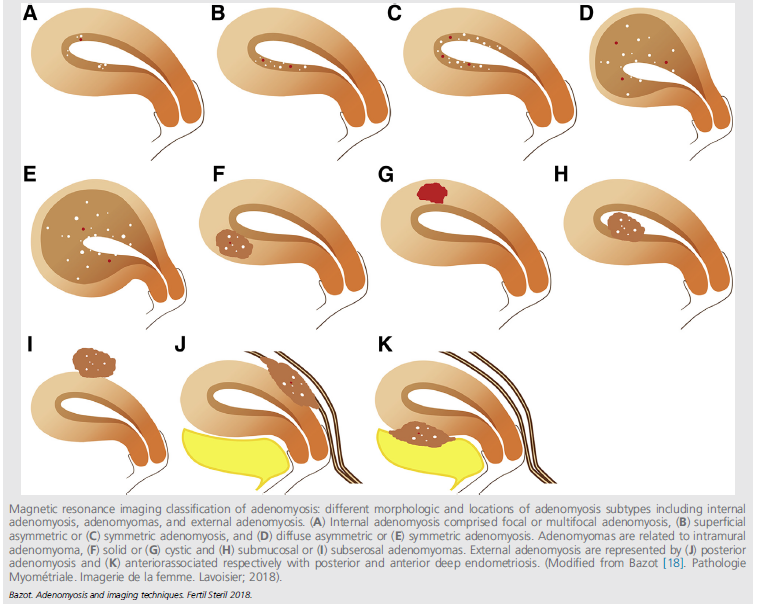 A
B
C
D
E
F
G
H
I
J
K
Magnetic resonance imaging classification of adenomyosis: different morphologic and locations of adenomyosis subtypes including internal
adenomyosis, adenomyomas, and external adenomyosis. (A) Internal adenomyosis comprised focal or multifocal adenomyosis, (B) superficial
asymmetric or (C) symmetric adenomyosis, and (D) diffuse asymmetric or (E) symmetric adenomyosis. Adenomyomas are related to intramural
adenomyoma, (F) solid or (G) cystic and (H) submucosal or (I) subserosal adenomyomas. External adenomyosis are represented by (J) posterior
adenomyosis and (K) anteriorassociated respectively with posterior and anterior deep endometriosis. (Modified from Bazot [18]. Pathologie
Myométriale. Imagerie de la femme. Lavoisier; 2018).
Bazot. Adenomyosis and imaging techniques. Fertil Steril 2018.